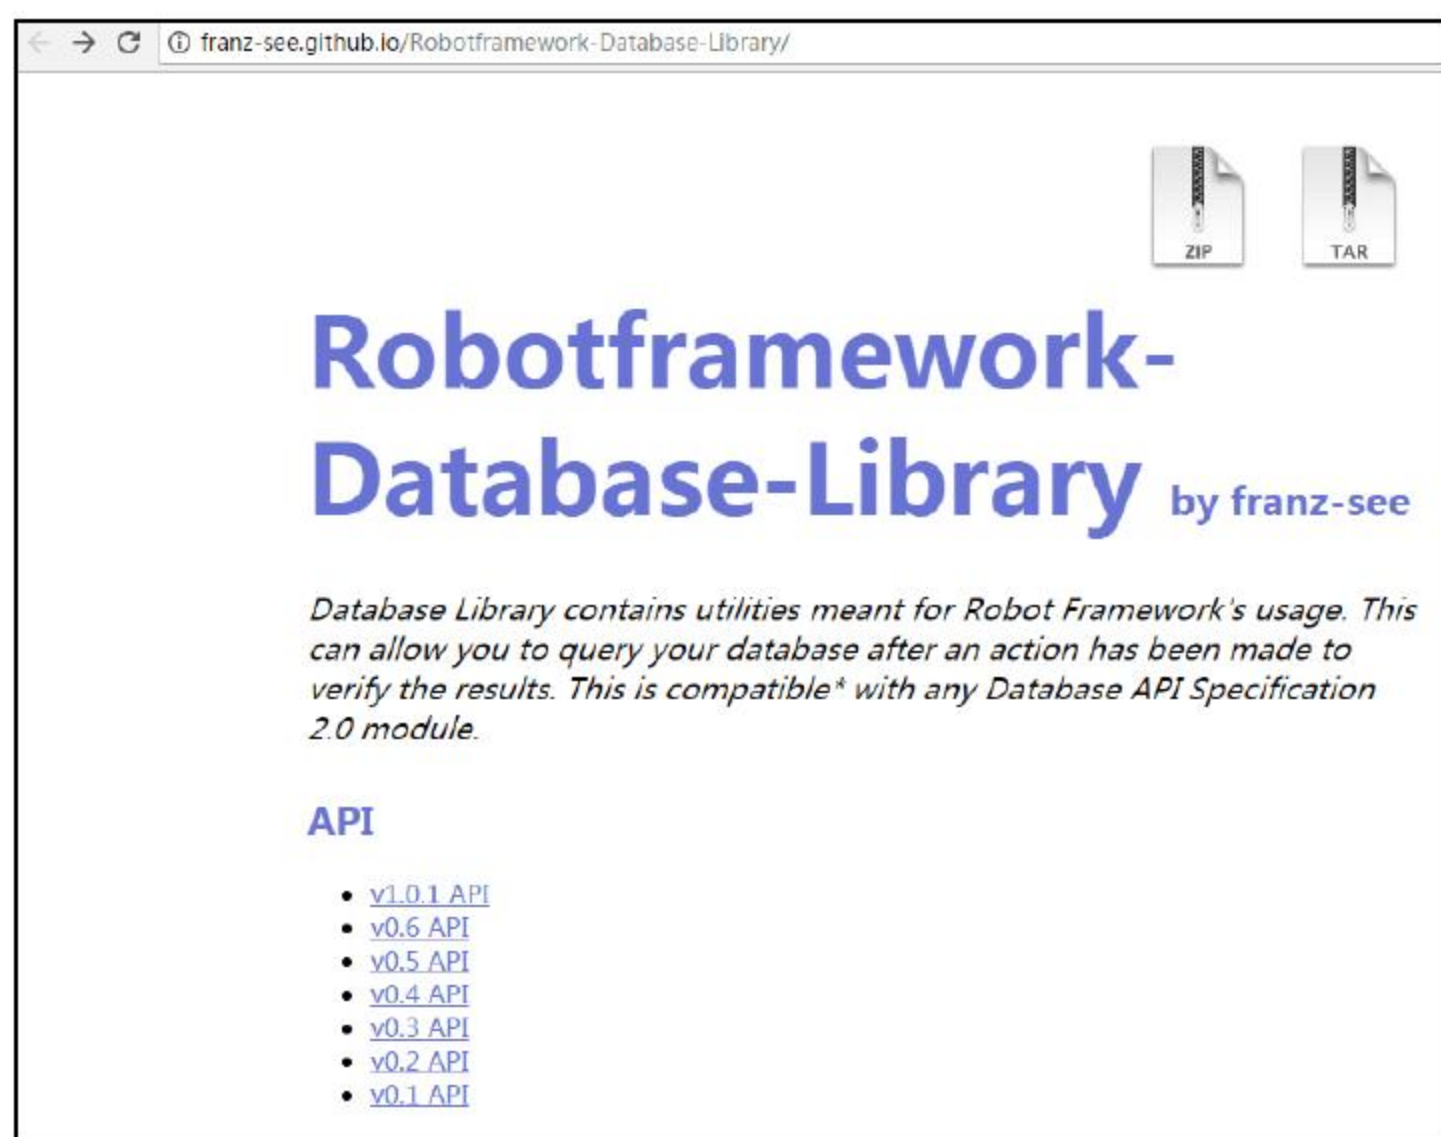 franz-see.github.io/Robotframework-Database-Library/
ZIP TAR
Robotframework-
Database-Library by franz-see
Database Library contains utilities meant for Robot Framework's usage. This
can allow you to query your database after an action has been made to
verify the results. This is compatible* with any Database API Specification
2.0 module.
API
v1.0.1 API
v0.6 API
v0.5 API
v0.4 API
v0.3 API
v0.2 API
v0.1 API